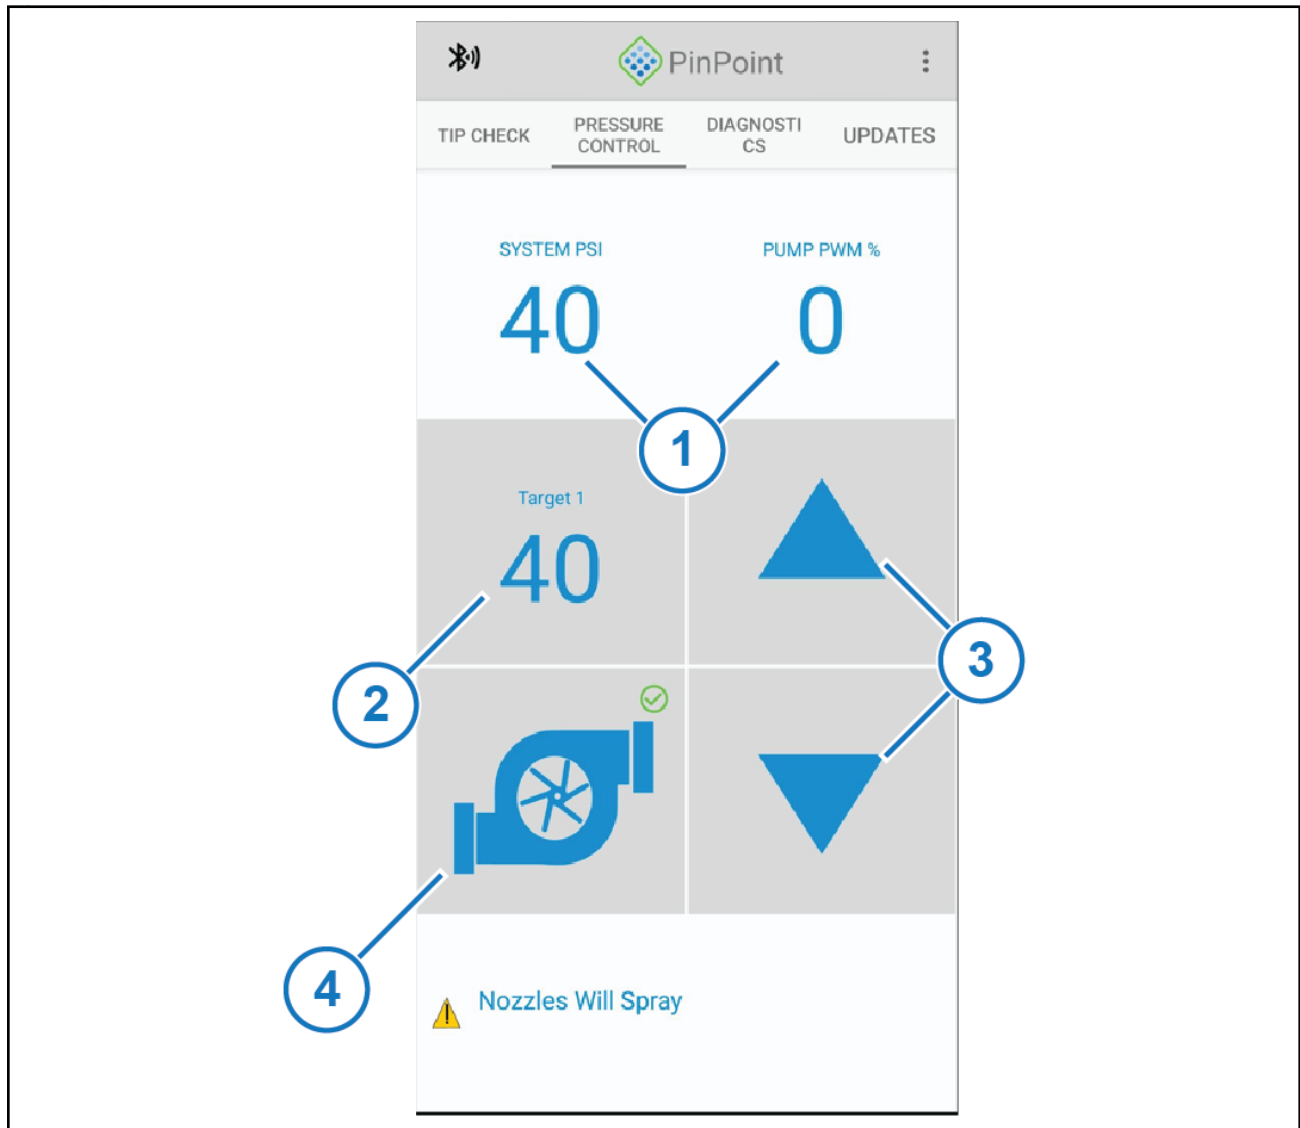 PinPoint
TIP CHECK
PRESSURE
CONTROL
DIAGNOSTI
CS
UPDATES
SYSTEM PSI
PUMP PWM %
40
0
1
Target 1
40
2
3
4
Nozzles Will Spray